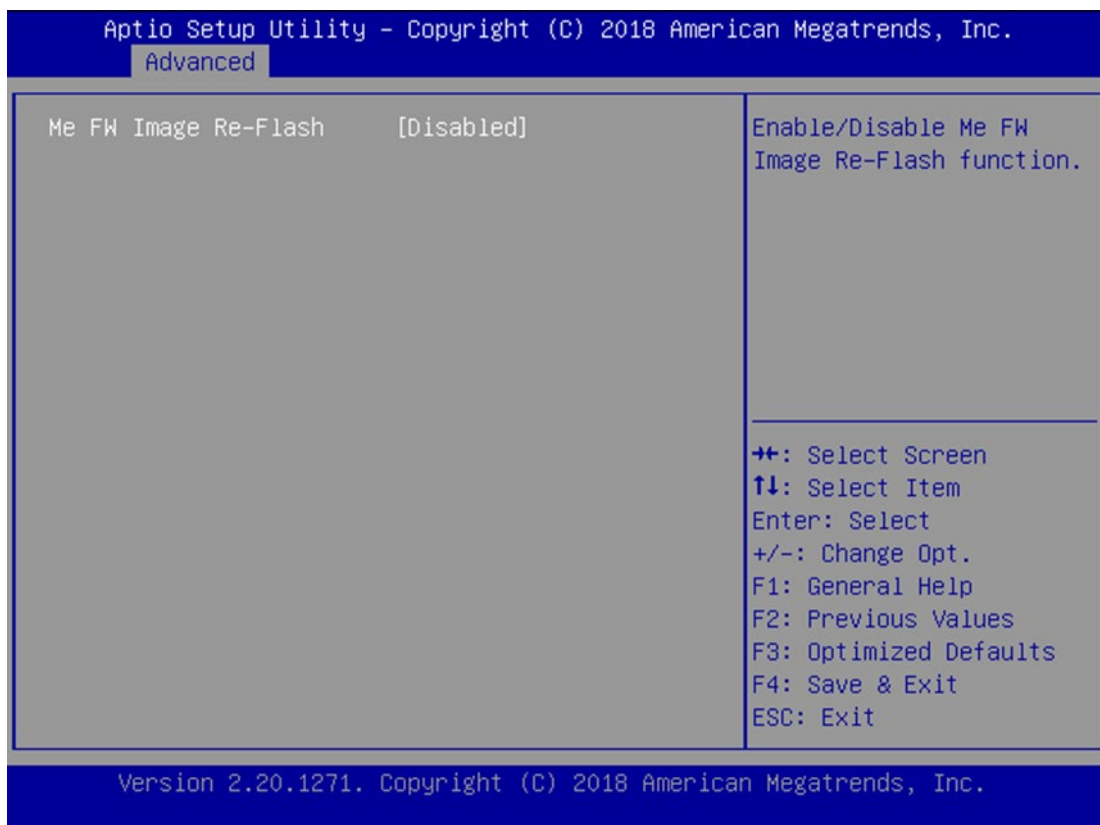 Aptio Setup Utility – Copyright (C) 2018 American Megatrends, Inc.
Advanced
Me FW Image Re-Flash [Disabled]
Enable/Disable Me FW
Image Re-Flash function.
→←: Select Screen
↑↓: Select Item
Enter: Select
+/-: Change Opt.
F1: General Help
F2: Previous Values
F3: Optimized Defaults
F4: Save & Exit
ESC: Exit
Version 2.20.1271. Copyright (C) 2018 American Megatrends, Inc.